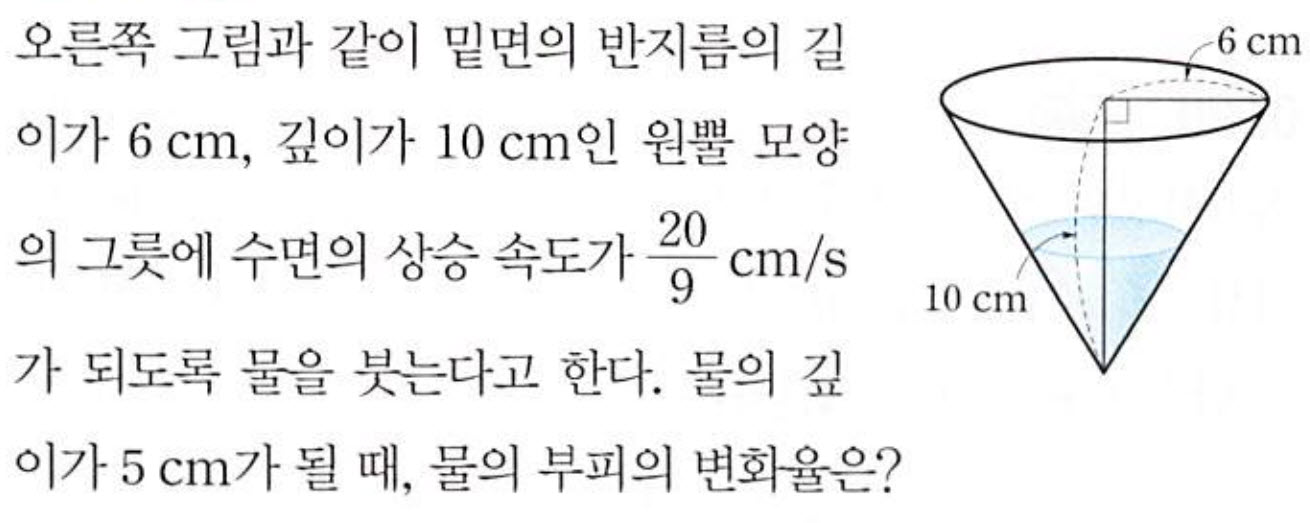 오른쪽 그림과 같이 밑면의 반지름의 길
이가 6 cm, 깊이가 10 cm인 원뿔 모양
의 그릇에 수면의 상승 속도가 20/9 cm/s
가 되도록 물을 붓는다고 한다. 물의 깊
이가 5 cm가 될 때, 물의 부피의 변화율은?
6 cm
10 cm